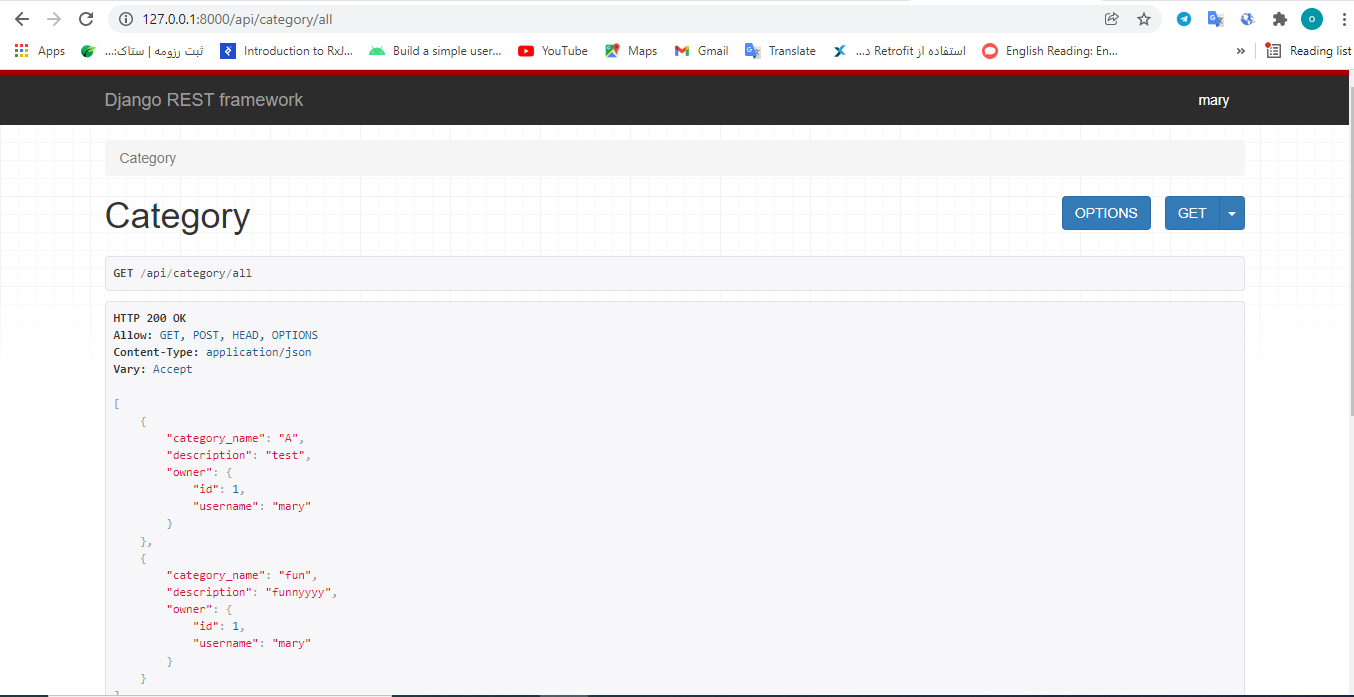 127.0.0.1:8000/api/category/all
O
Apps ثبت رزومه | ستاک:... Introduction to RxJ... Build a simple user... YouTube Maps Gmail Translate استفاده از Retrofit د... English Reading: En... » Reading list
Django REST framework mary
Category
Category OPTIONS GET
GET /api/category/all
HTTP 200 OK
Allow: GET, POST, HEAD, OPTIONS
Content-Type: application/json
Vary: Accept
[
{
"category_name": "A",
"description": "test",
"owner": {
"id": 1,
"username": "mary"
}
},
{
"category_name": "fun",
"description": "funnyyyy",
"owner": {
"id": 1,
"username": "mary"
}
}
]